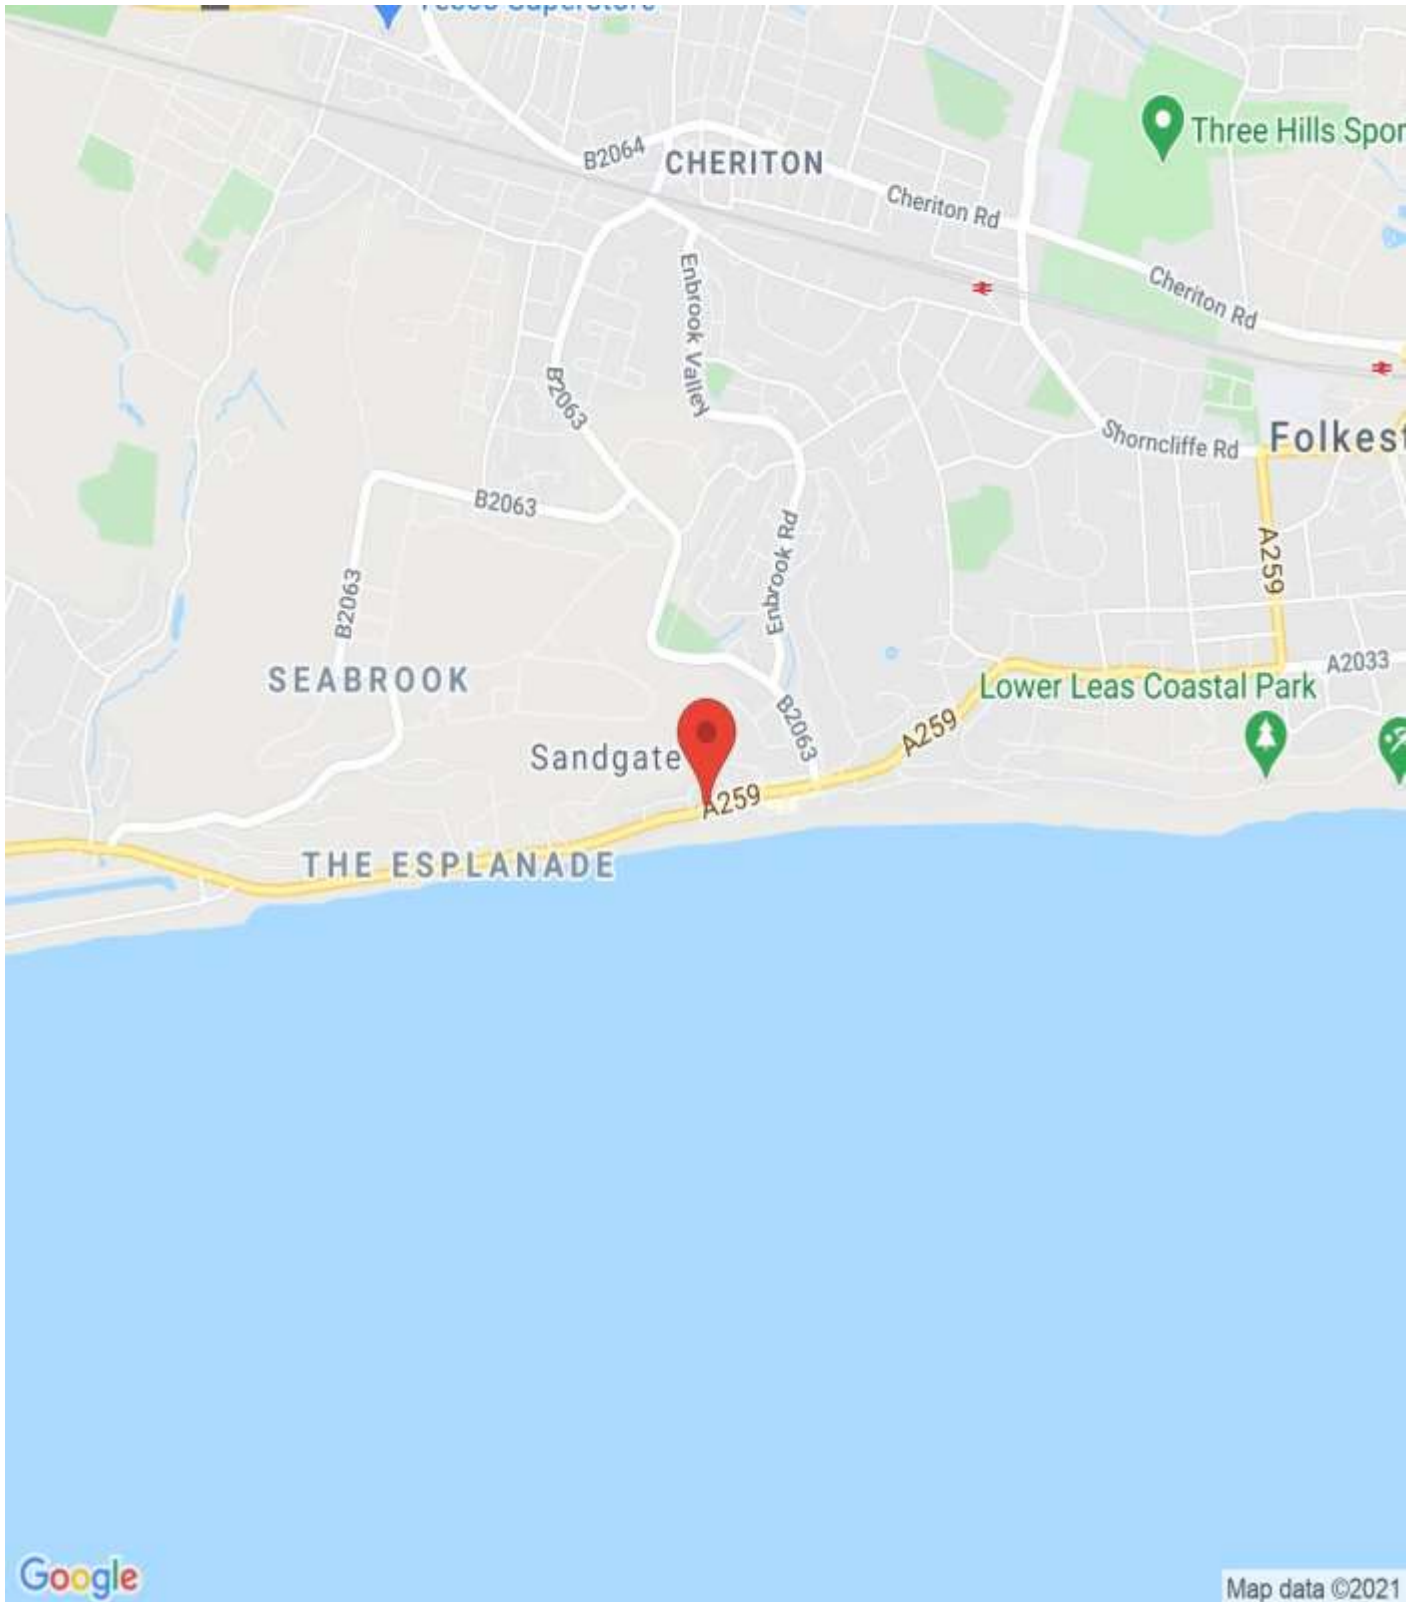 Superstore
Three Hills Spor
B2064
CHERITON
Cheriton Rd
Enbrook Valley
Cheriton Rd
B2063
Shorncliffe Rd
Folkest
B2063
Enbrook Rd
A259
B2063
SEABROOK
A2033
Lower Leas Coastal Park
B2063
A259
Sandgate
A259
THE ESPLANADE
Google
Map data ©2021